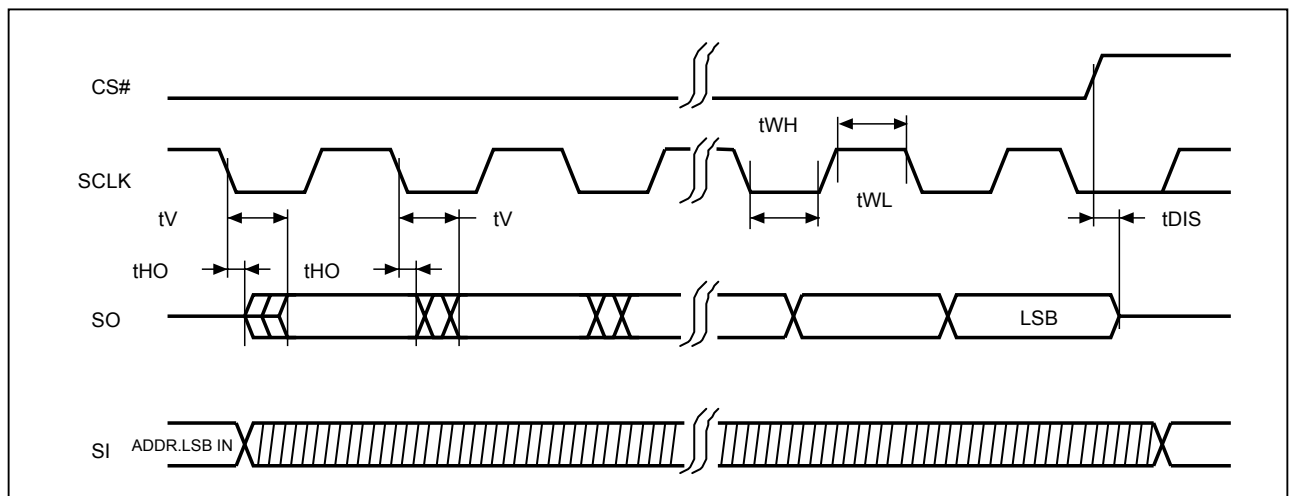 CS#
tWH
SCLK
tWL
tV
tV
tDIS
tHO
tHO
SO
LSB
SI
ADDR.LSB IN